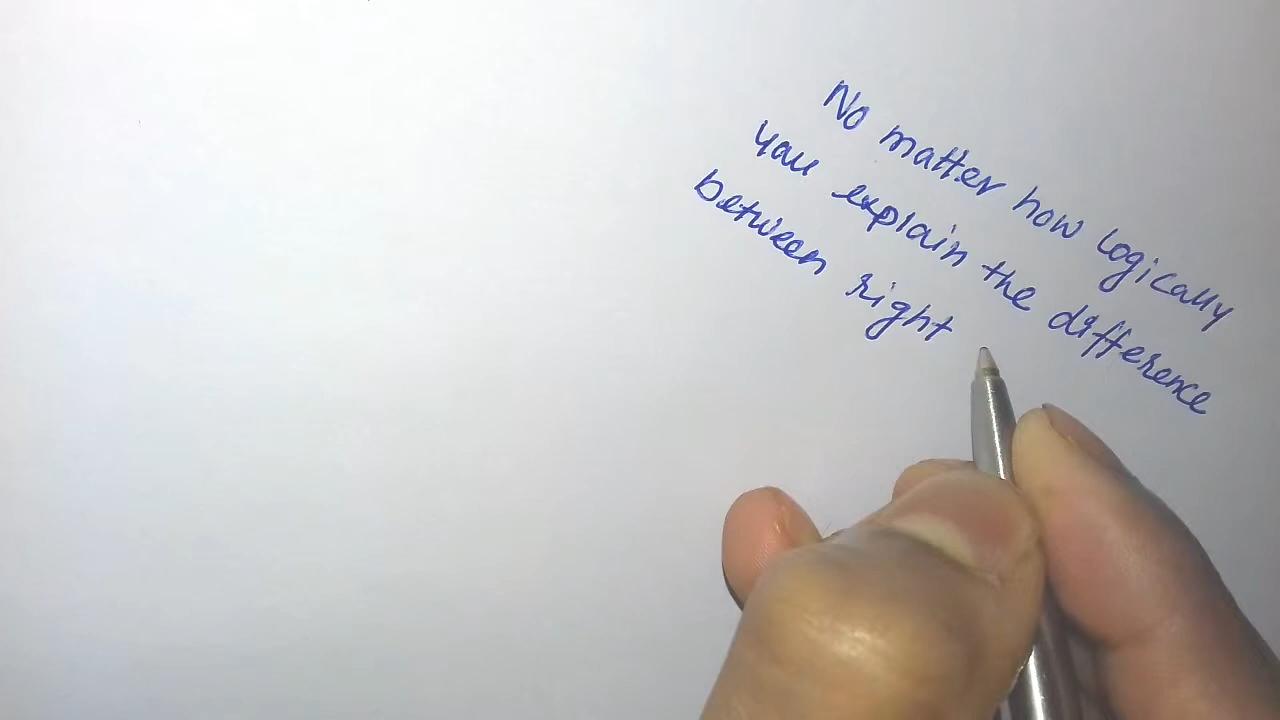 No matter how logically
you explain the difference
between right